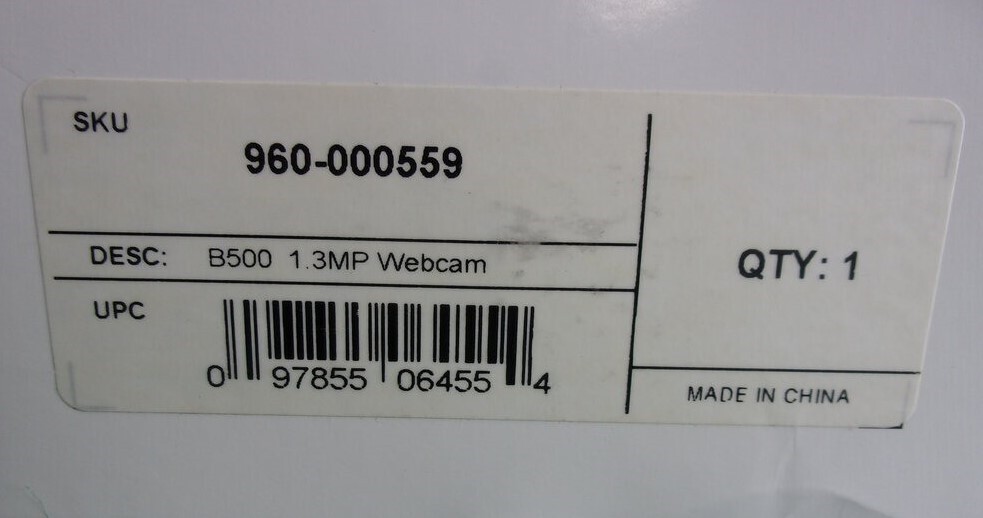 SKU
960-000559
DESC: B500 1.3MP Webcam
QTY: 1
UPC
0 97855 06455 4
MADE IN CHINA